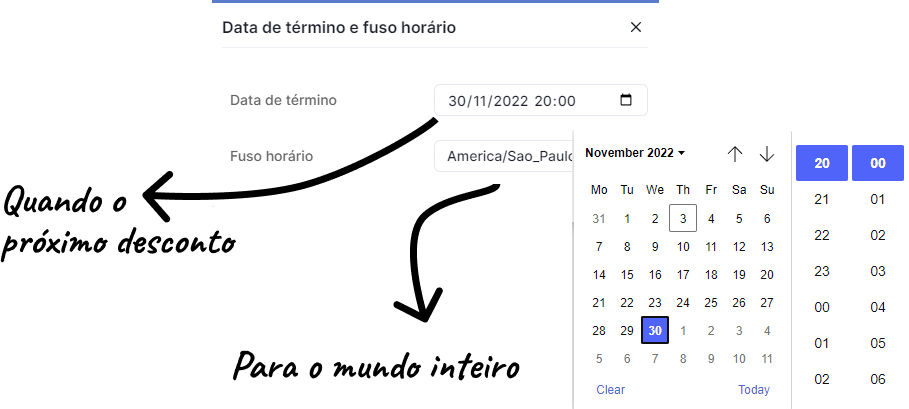 Data de término e fuso horário
Data de término
30/11/2022 20:00
Fuso horário
America/Sao_Paulo
Quando o
próximo desconto
Para o mundo inteiro
November 2022
Mo Tu We Th Fr Sa Su
31 1 2 3 4 5 6
7 8 9 10 11 12 13
14 15 16 17 18 19 20
21 22 23 24 25 26 27
28 29 30 1 2 3 4
5 6 7 8 9 10 11
Clear Today
20 00
21 01
22 02
23 03
00 04
01 05
02 06